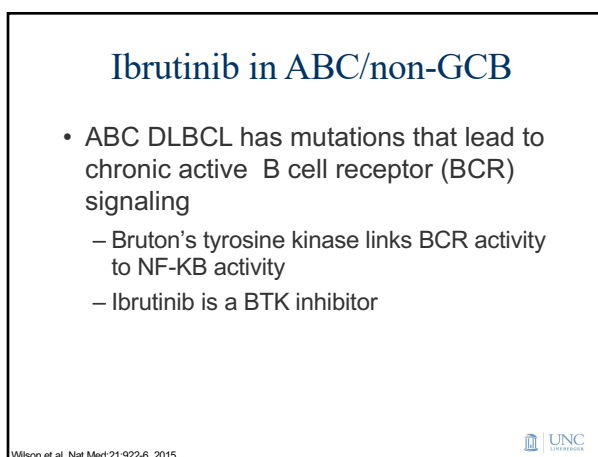 Ibrutinib in ABC/non-GCB
• ABC DLBCL has mutations that lead to
chronic active  B cell receptor (BCR)
signaling
– Bruton’s tyrosine kinase links BCR activity
to NF-KB activity
– Ibrutinib is a BTK inhibitor
Wilson et al, Nat Med;21:922-6, 2015
UNC
LINEBERGER